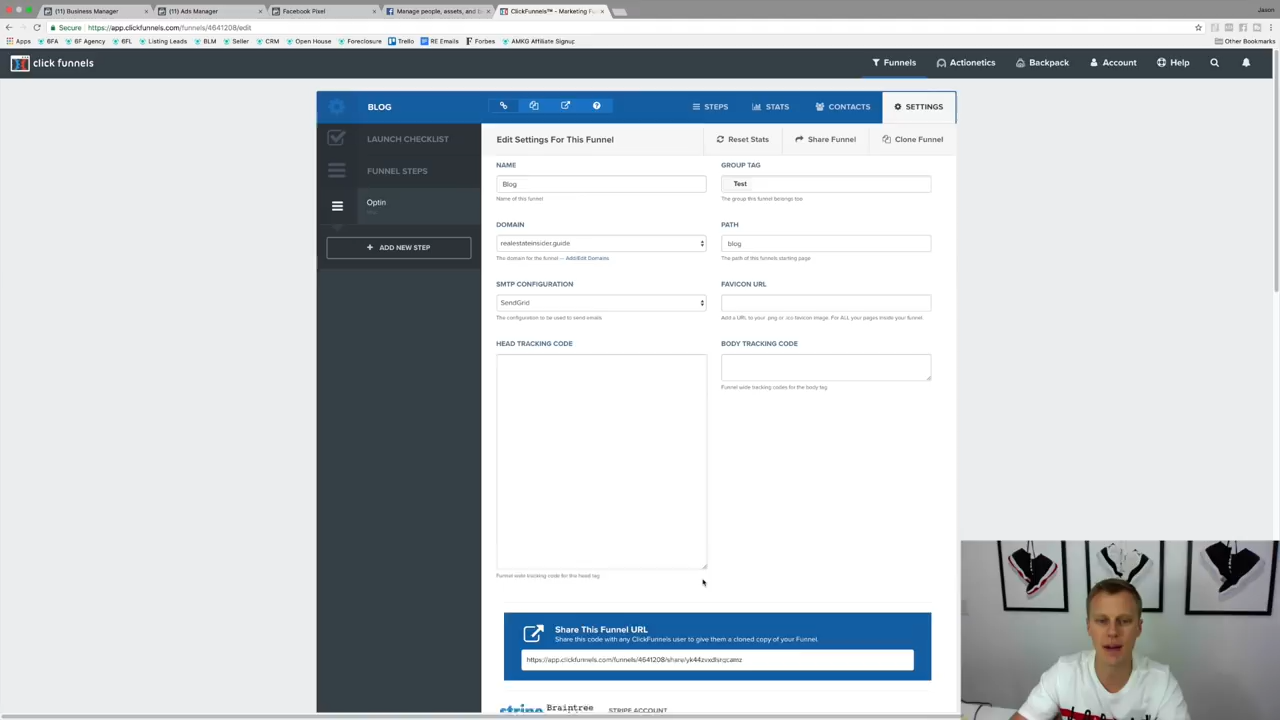 (11) Business Manager
(11) Ads Manager
Facebook Pixel
Manage people, assets, and b
ClickFunnels™ - Marketing Fu
Jason
Secure https://app.clickfunnels.com/funnels/4641208/edit
Apps 6FA 6F Agency 6FL Listing Leads BLM Seller CRM Open House Foreclosure Trello RE Emails Forbes AMKG Affiliate Signup Other Bookmarks
click funnels
Funnels Actionetics Backpack Account Help
BLOG
STEPS STATS CONTACTS SETTINGS
LAUNCH CHECKLIST
FUNNEL STEPS
Optin
ADD NEW STEP
Edit Settings For This Funnel
Reset Stats Share Funnel Clone Funnel
NAME
Blog
Name of this funnel
GROUP TAG
Test
The group this funnel belongs too
DOMAIN
realestateinsider.guide
The domain for the funnel -- Add/Edit Domains
PATH
blog
The path of this funnels starting page
SMTP CONFIGURATION
SendGrid
The configuration to be used to send emails
FAVICON URL
Add a URL to your .png or .ico favicon image. For ALL your pages inside your funnel.
HEAD TRACKING CODE
Funnel wide tracking code for the head tag
BODY TRACKING CODE
Funnel wide tracking codes for the body tag
Share This Funnel URL
Share this code with any ClickFunnels user to give them a cloned copy of your Funnel.
stripe Braintree STRIPE ACCOUNT